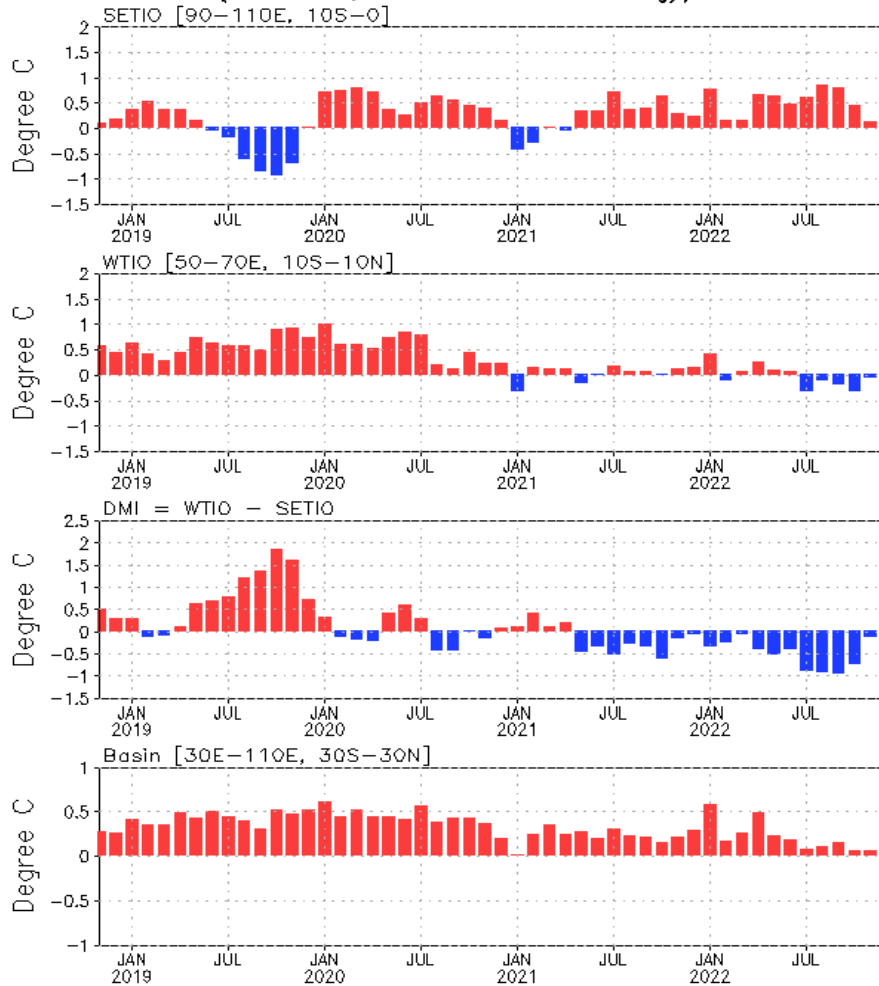 SETIO [90-110E, 10S-0]
Degree C
2
1.5
1
0.5
0
-0.5
-1
-1.5
JAN JUL JAN JUL JAN JUL JAN JUL
2019 2020 2021 2022
WTIO [50-70E, 10S-10N]
Degree C
2
1.5
1
0.5
0
-0.5
-1
-1.5
JAN JUL JAN JUL JAN JUL JAN JUL
2019 2020 2021 2022
DMI = WTIO - SETIO
Degree C
2.5
2
1.5
1
0.5
0
-0.5
-1
-1.5
JAN JUL JAN JUL JAN JUL JAN JUL
2019 2020 2021 2022
Basin [30E-110E, 30S-30N]
Degree C
1
0.5
0
-0.5
-1
JAN JUL JAN JUL JAN JUL JAN JUL
2019 2020 2021 2022